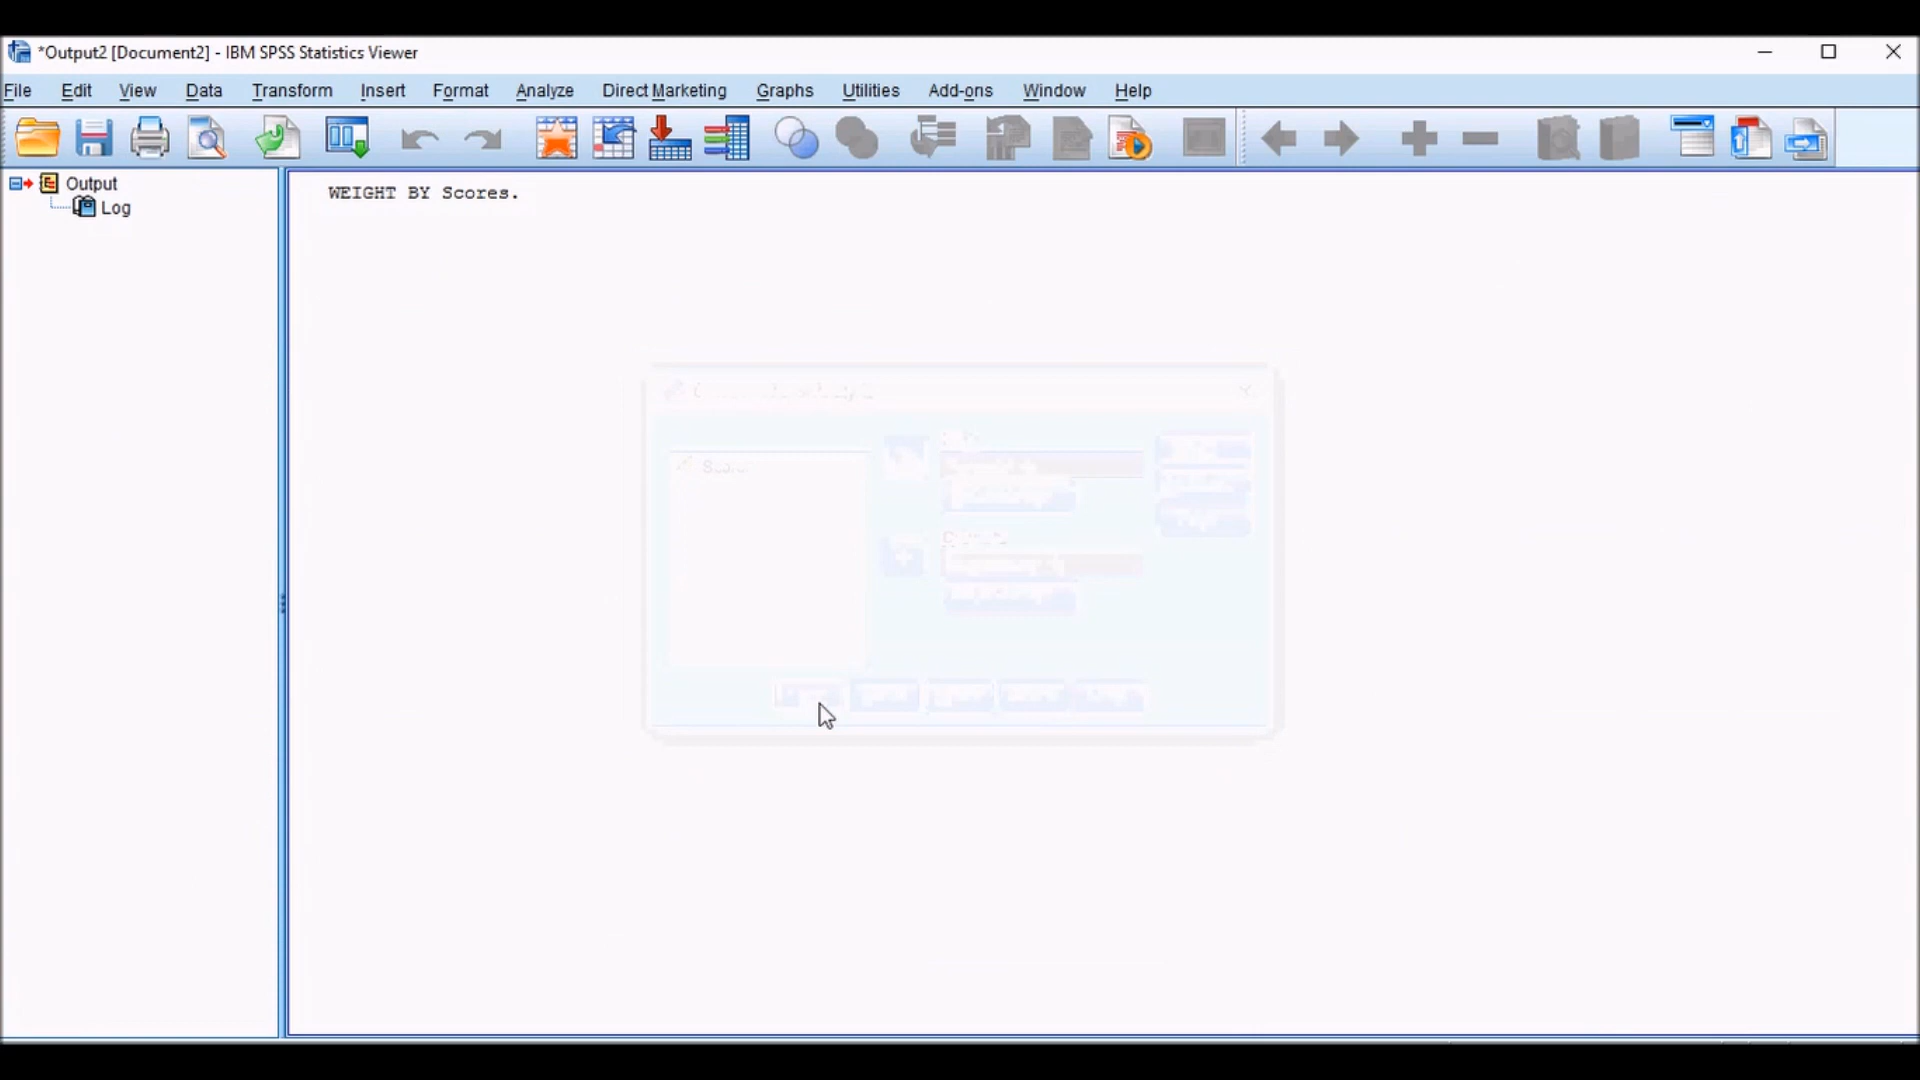 *Output2 [Document2] - IBM SPSS Statistics Viewer
File Edit View Data Transform Insert Format Analyze Direct Marketing Graphs Utilities Add-ons Window Help
Output
Log
WEIGHT BY Scores.